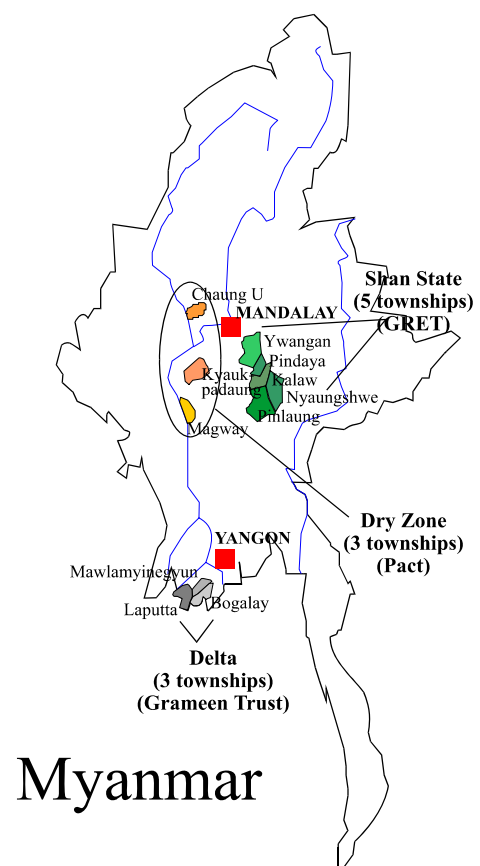 Chaung U
Shan State
(5 townships)
(GRET)
MANDALAY
Ywangan
Pindaya
Kyauk-
padaung
Kalaw
Nyaungshwe
Pinlaung
Magway
Dry Zone
(3 townships)
(Pact)
YANGON
Mawlamyinegyun
Laputta
Bogalay
Delta
(3 townships)
(Grameen Trust)
Myanmar